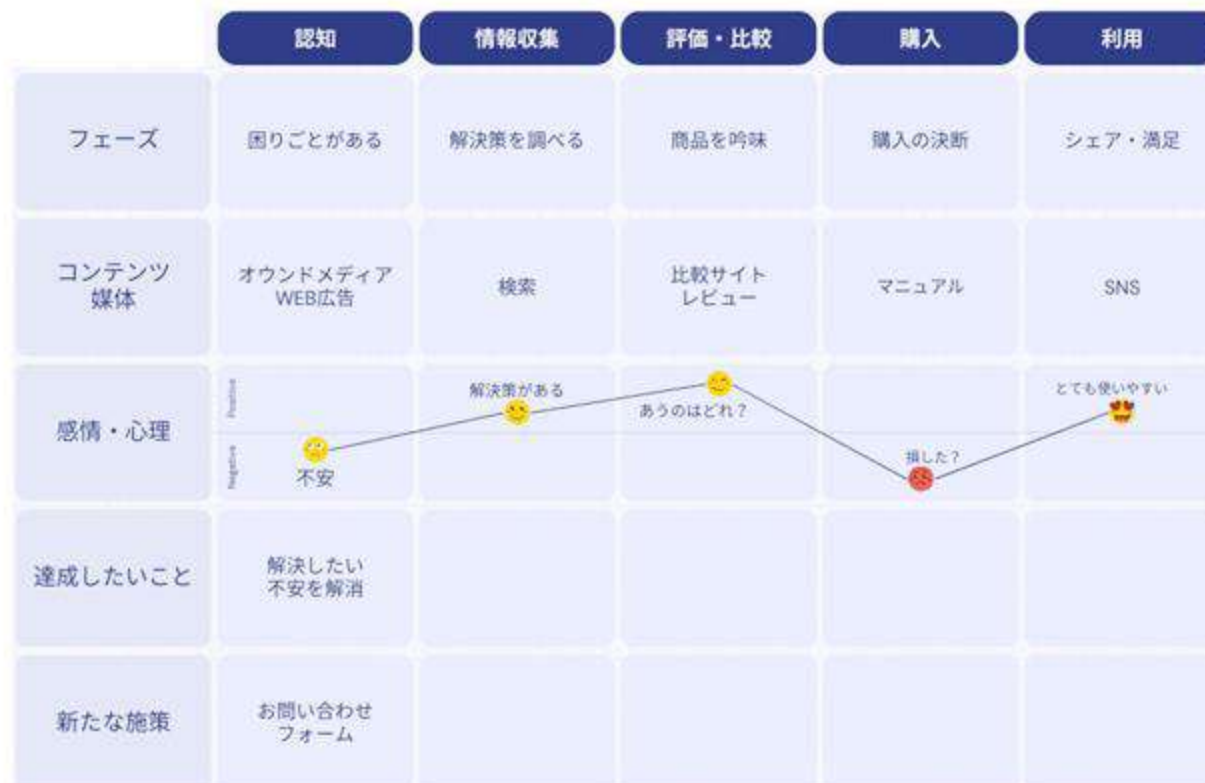 認知
情報収集
評価・比較
購入
利用
フェーズ
困りごとがある
解決策を調べる
商品を吟味
購入の決断
シェア・満足
コンテンツ
媒体
オウンドメディア
WEB広告
検索
比較サイト
レビュー
マニュアル
SNS
感情・心理
Positive
Negative
不安
解決策がある
あうのはどれ？
損した？
とても使いやすい
達成したいこと
解決したい
不安を解消
新たな施策
お問い合わせ
フォーム